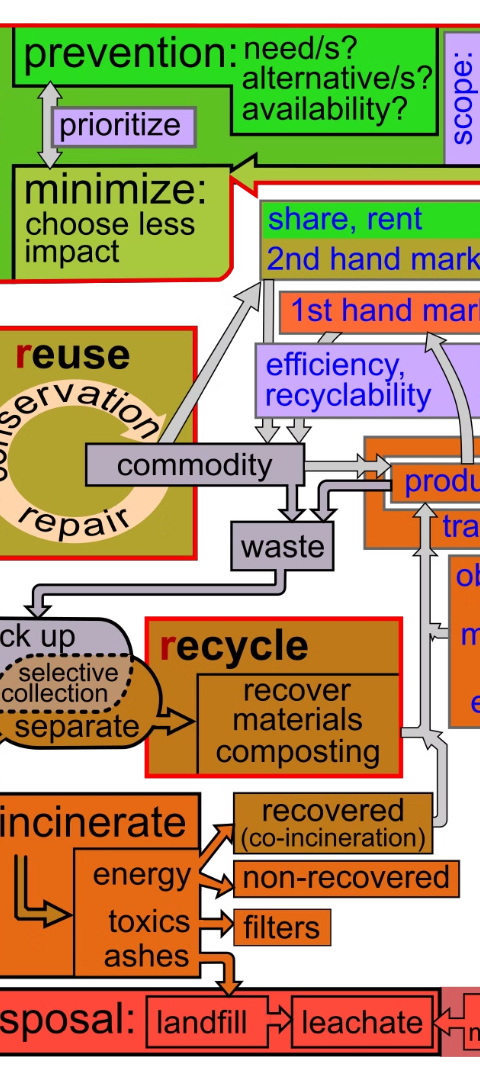 prevention: need/s?
alternative/s?
availability?
scope:
prioritize
minimize:
choose less
impact
share, rent
2nd hand mark
1st hand mar
reuse
conservation
repair
efficiency,
recyclability
commodity
produ
tra
waste
ob
m
e
ck up
selective
collection
separate
recycle
recover
materials
composting
incinerate
energy
toxics
ashes
recovered
(co-incineration)
non-recovered
filters
sposal:
landfill
leachate
m